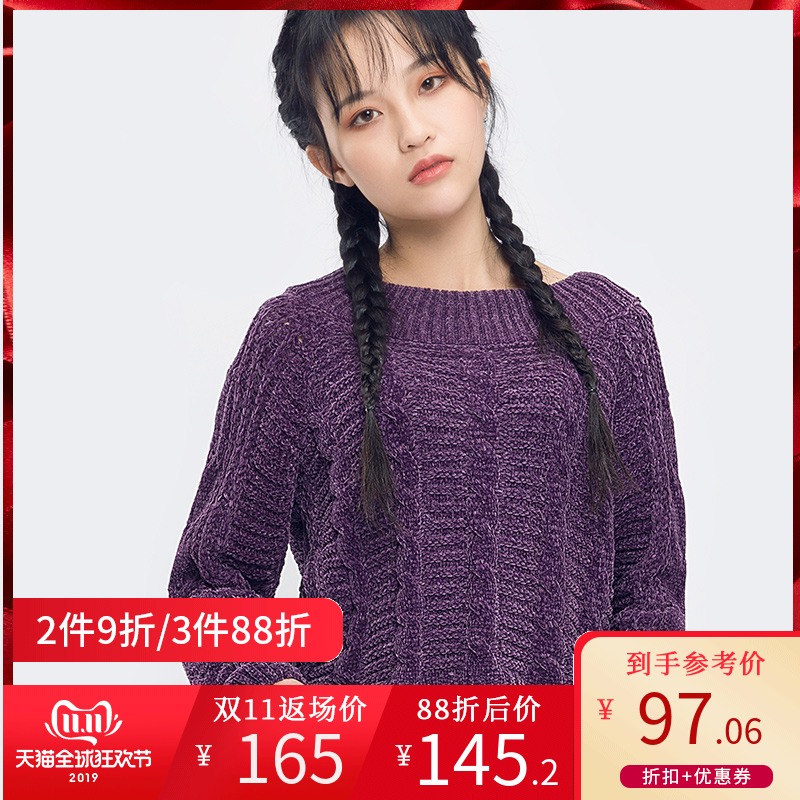 2件9折/3件88折
11.11
天猫全球狂欢节
2019
双11返场价
¥ 165
88折后价
¥ 145.2
到手参考价
¥ 97.06
折扣+优惠券